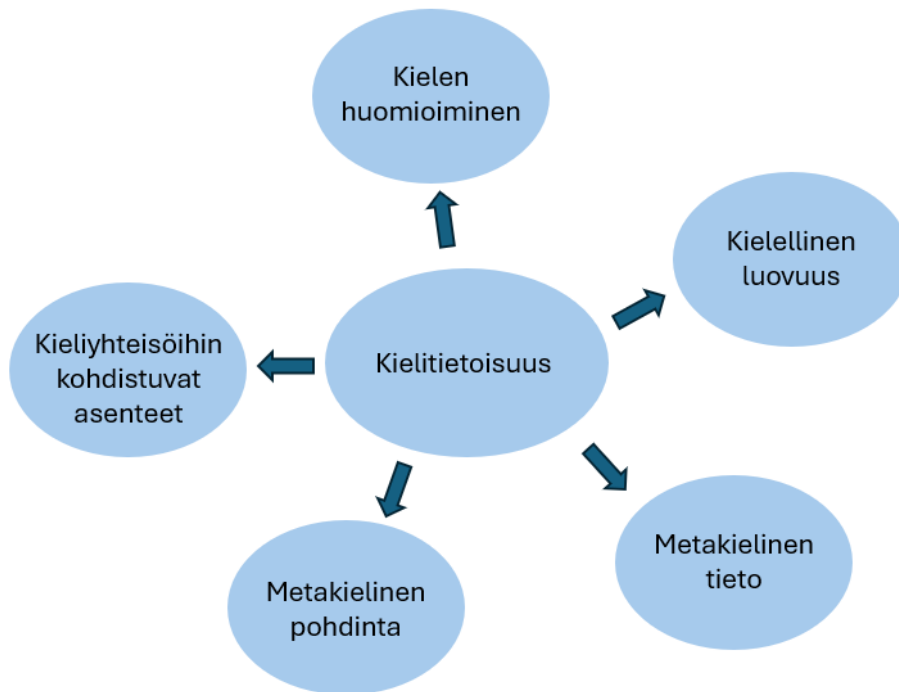 Kielen
huomioiminen
Kielellinen
luovuus
Kieliyhteisöihin
kohdistuvat
asenteet
Kielitietoisuus
Metakielinen
tieto
Metakielinen
pohdinta